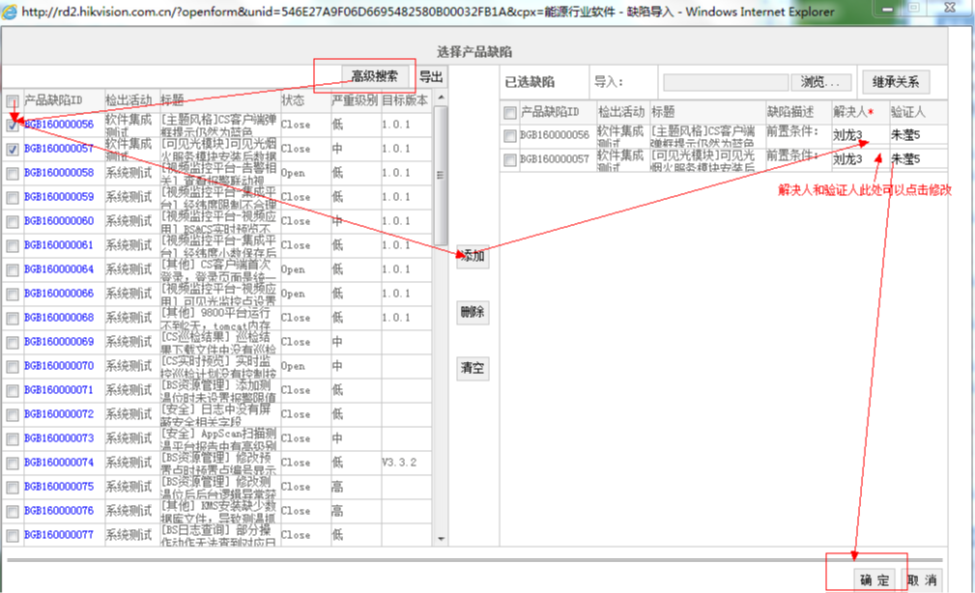 http://rd2.hikvision.com.cn/?openform&unid=546E27A9F06D6695482580B00032FB1A&cpx=能源行业软件 - 缺陷导入 - Windows Internet Explorer
选择产品缺陷
高级搜索 导出
已选缺陷 导入: 浏览... 继承关系
产品缺陷ID 检出活动 标题 状态 严重级别 目标版本
BGB160000056 软件集成测试 [主题风格]CS客户端弹框提示仍然为蓝色 Close 低 1.0.1
BGB160000057 软件集成测试 [可见光模块]可见光烟火服务模块安装后数据 Close 中 1.0.1
BGB160000058 系统测试 [视频监控平台-告警相关] 查看报警联动视 Open 低 1.0.1
BGB160000059 系统测试 [视频监控平台-集成平台] 经纬度限制不合理 Close 低 1.0.1
BGB160000060 系统测试 [视频监控平台-视频应用] BS&CS实时预览不 Close 中 1.0.1
BGB160000061 系统测试 [视频监控平台-集成平台] 经纬度小数保存后 Close 低 1.0.1
BGB160000064 系统测试 [其他] CS客户端首次登录，登录页面是统一 Open 低 1.0.1
BGB160000066 系统测试 [视频监控平台-视频应用] 可见光监控点设置 Open 低 1.0.1
BGB160000068 系统测试 [其他] 9800平台运行不到2天，tomcat内存 Close 低 1.0.1
BGB160000069 系统测试 [CS巡检结果] 巡检结果下载文件中没有巡检 Close 中
BGB160000070 系统测试 [CS实时预览] 实时监控巡检计划没有控制按 Open 中
BGB160000071 系统测试 [BS资源管理] 添加测温位时未设置报警阻值 Close 低
BGB160000072 系统测试 [安全] 日志中没有屏蔽安全相关字段 Close 低
BGB160000073 系统测试 [安全] AppScan扫描测温平台报告中有高级别 Close 中
BGB160000074 系统测试 [BS资源管理] 修改预置点时预置点编号显示 Close 低 V3.3.2
BGB160000075 系统测试 [BS资源管理] 修改测温位后后台逻辑异常 Close 高
BGB160000076 系统测试 [其他] KMS安装缺少数据库文件，导致测温抓 Close 高
BGB160000077 系统测试 [BS日志查询] 部分操作动作无法查到对应日 Close 低
添加
删除
清空
产品缺陷ID 检出活动 标题 缺陷描述 解决人* 验证人
BGB160000056 软件集成测试 [主题风格]CS客户端弹框提示仍然为蓝色 前置条件: 刘龙3 朱滢5
BGB160000057 软件集成测试 [可见光模块]可见光烟火服务模块安装后 前置条件: 刘龙3 朱滢5
解决人和验证人此处可以点击修改
确 定 取 消